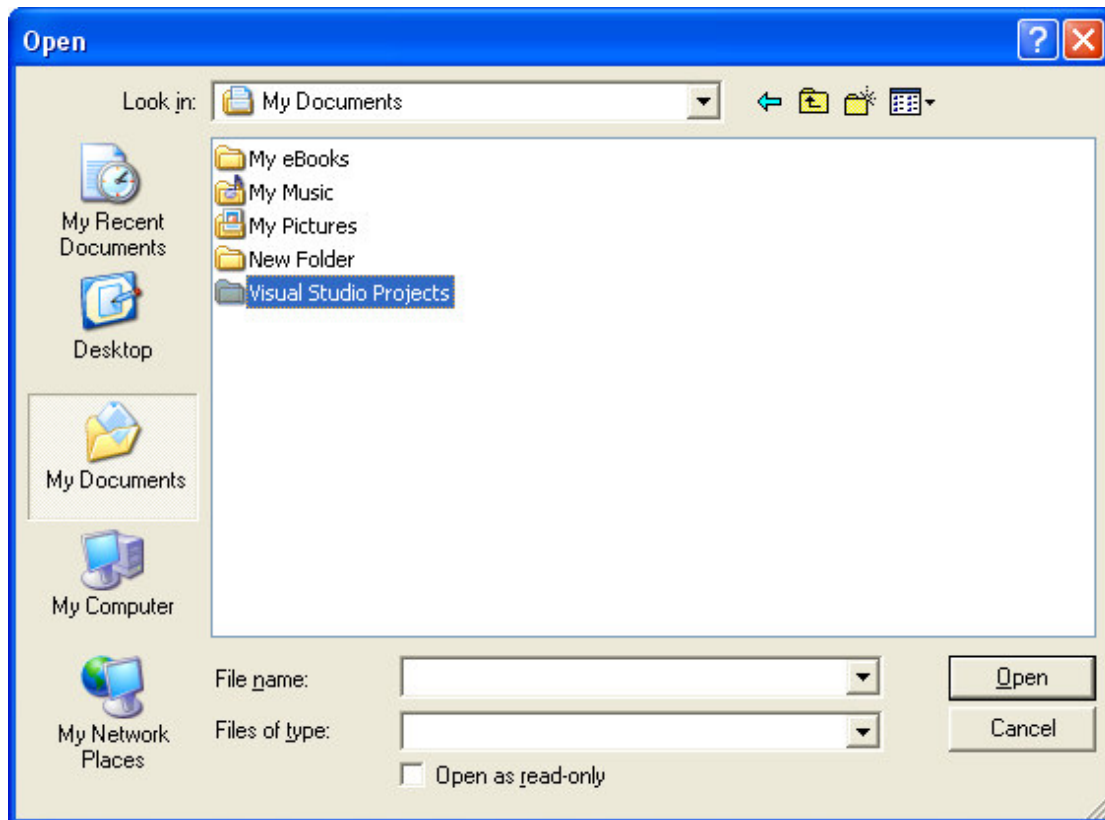 Open
Look in:
My Documents
My eBooks
My Music
My Pictures
New Folder
Visual Studio Projects
My Recent
Documents
Desktop
My Documents
My Computer
My Network
Places
File name:
Open
Files of type:
Cancel
Open as read-only